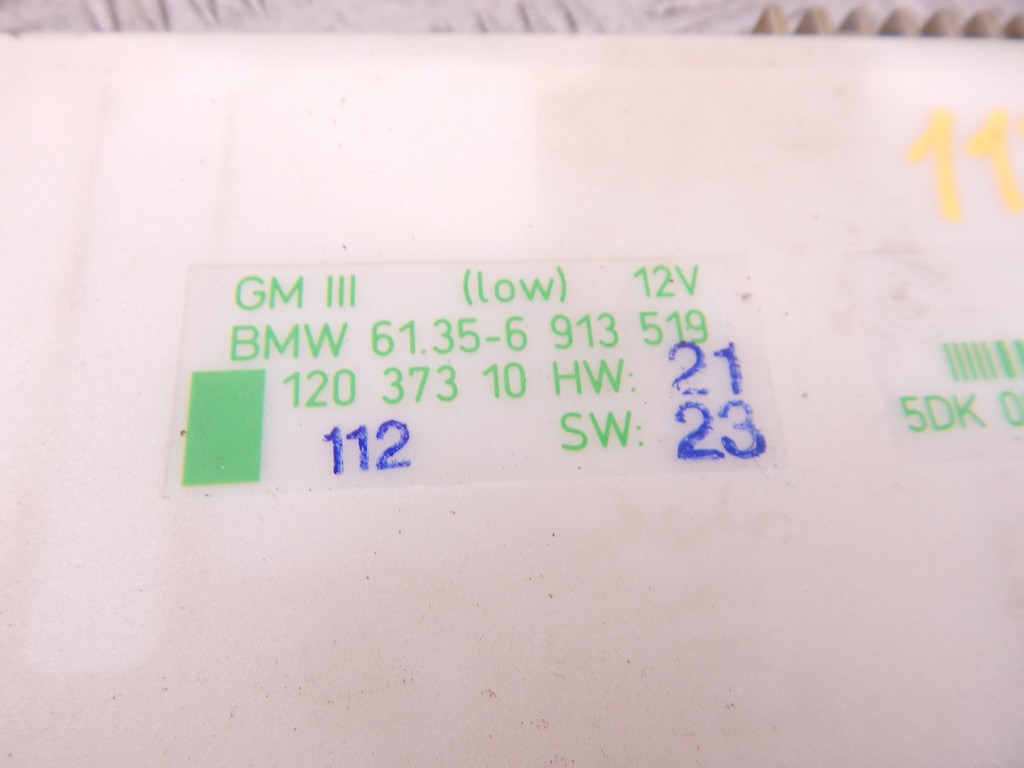 11
GM III (low) 12V
BMW 61.35-6 913 519
120 373 10 HW: 21
112 SW: 23
5DK